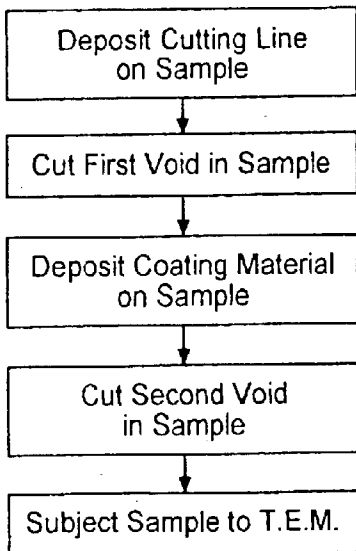 Deposit Cutting Line
on Sample
Cut First Void in Sample
Deposit Coating Material
on Sample
Cut Second Void
in Sample
Subject Sample to T.E.M.